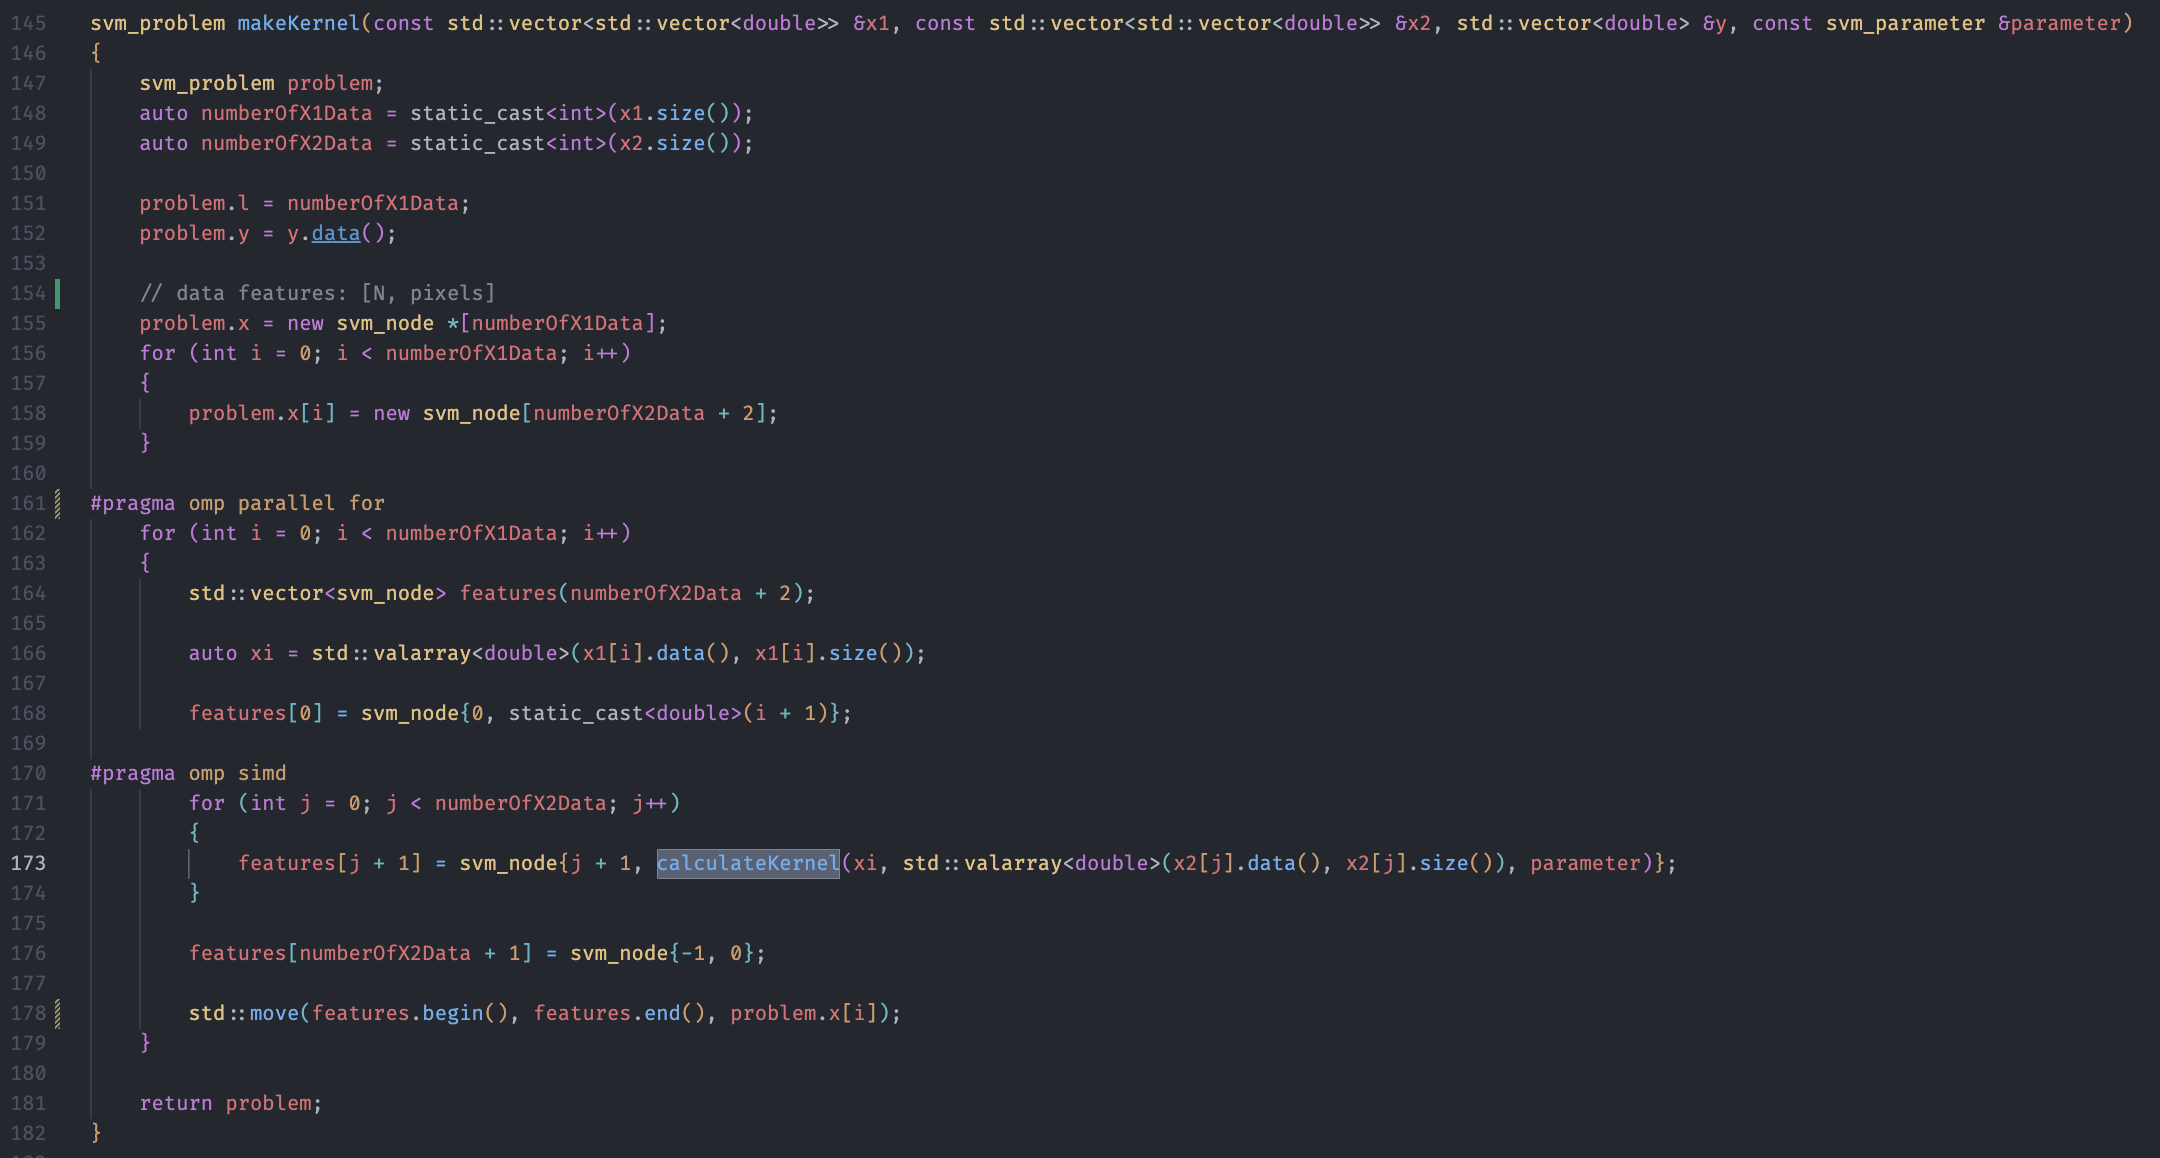 145 svm_problem makeKernel(const std::vector<std::vector<double>> &x1, const std::vector<std::vector<double>> &x2, std::vector<double> &y, const svm_parameter &parameter)
146 {
147     svm_problem problem;
148     auto numberOfX1Data = static_cast<int>(x1.size());
149     auto numberOfX2Data = static_cast<int>(x2.size());
150
151     problem.l = numberOfX1Data;
152     problem.y = y.data();
153
154     // data features: [N, pixels]
155     problem.x = new svm_node *[numberOfX1Data];
156     for (int i = 0; i < numberOfX1Data; i++)
157     {
158         problem.x[i] = new svm_node[numberOfX2Data + 2];
159     }
160
161 #pragma omp parallel for
162     for (int i = 0; i < numberOfX1Data; i++)
163     {
164         std::vector<svm_node> features(numberOfX2Data + 2);
165
166         auto xi = std::valarray<double>(x1[i].data(), x1[i].size());
167
168         features[0] = svm_node{0, static_cast<double>(i + 1)};
169
170 #pragma omp simd
171         for (int j = 0; j < numberOfX2Data; j++)
172         {
173             features[j + 1] = svm_node{j + 1, calculateKernel(xi, std::valarray<double>(x2[j].data(), x2[j].size()), parameter)};
174         }
175
176         features[numberOfX2Data + 1] = svm_node{-1, 0};
177
178         std::move(features.begin(), features.end(), problem.x[i]);
179     }
180
181     return problem;
182 }